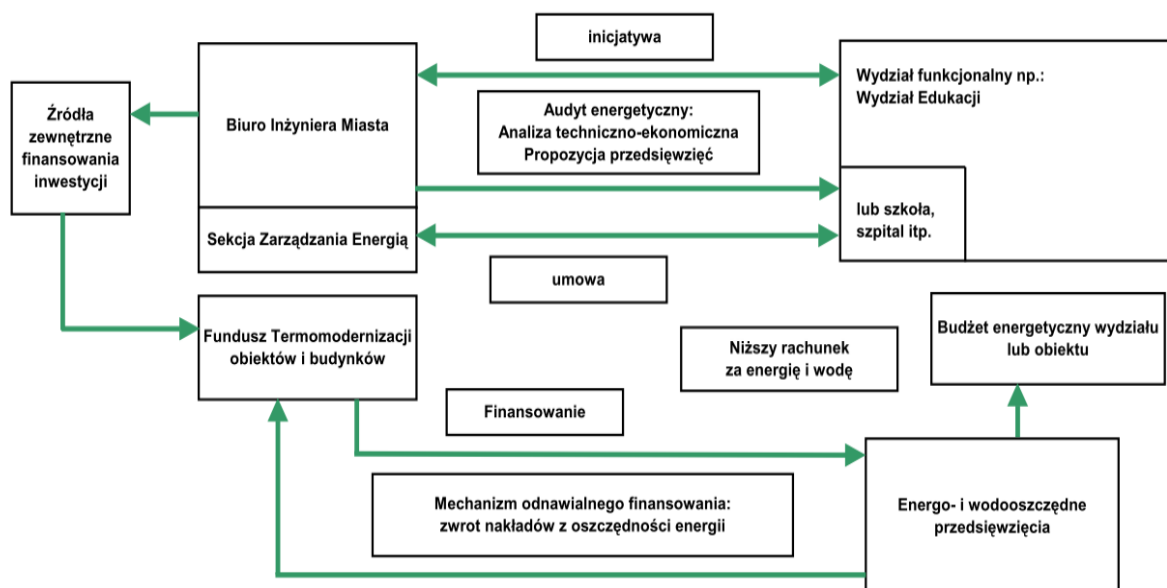 inicjatywa
Źródła
zewnętrzne
finansowania
inwestycji
Biuro Inżyniera Miasta
Sekcja Zarządzania Energią
Audyt energetyczny:
Analiza techniczno-ekonomiczna
Propozycja przedsięwzięć
Wydział funkcjonalny np.:
Wydział Edukacji
lub szkoła,
szpital itp.
umowa
Fundusz Termomodernizacji
obiektów i budynków
Niższy rachunek
za energię i wodę
Budżet energetyczny wydziału
lub obiektu
Finansowanie
Mechanizm odnawialnego finansowania:
zwrot nakładów z oszczędności energii
Energo- i wodooszczędne
przedsięwzięcia